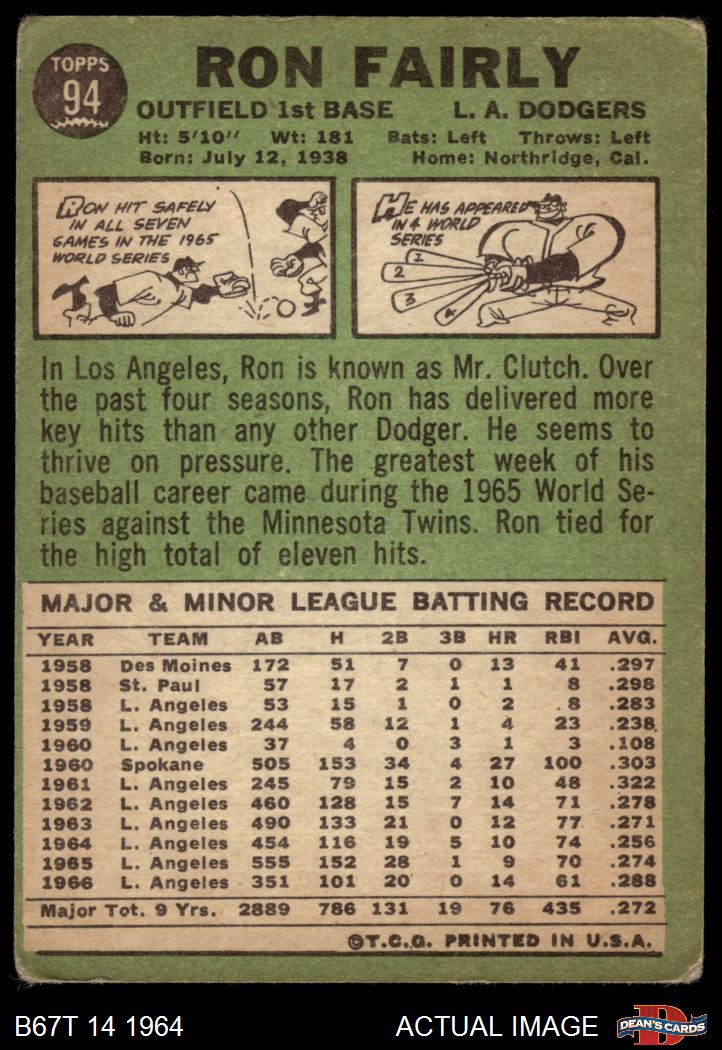 TOPPS
94
RON FAIRLY
OUTFIELD 1st BASE L. A. DODGERS
Ht: 5'10" Wt: 181 Bats: Left Throws: Left
Born: July 12, 1938 Home: Northridge, Cal.
RON HIT SAFELY
IN ALL SEVEN
GAMES IN THE 1965
WORLD SERIES
HE HAS APPEARED
IN 4 WORLD
SERIES
1
2
3
4
In Los Angeles, Ron is known as Mr. Clutch. Over
the past four seasons, Ron has delivered more
key hits than any other Dodger. He seems to
thrive on pressure. The greatest week of his
baseball career came during the 1965 World Se-
ries against the Minnesota Twins. Ron tied for
the high total of eleven hits.
MAJOR & MINOR LEAGUE BATTING RECORD
YEAR TEAM AB H 2B 3B HR RBI AVG.
1958 Des Moines 172 51 7 0 13 41 .297
1958 St. Paul 57 17 2 1 1 8 .298
1958 L. Angeles 53 15 1 0 2 8 .283
1959 L. Angeles 244 58 12 1 4 23 .238
1960 L. Angeles 37 4 0 3 1 3 .108
1960 Spokane 505 153 34 4 27 100 .303
1961 L. Angeles 245 79 15 2 10 48 .322
1962 L. Angeles 460 128 15 7 14 71 .278
1963 L. Angeles 490 133 21 0 12 77 .271
1964 L. Angeles 454 116 19 5 10 74 .256
1965 L. Angeles 555 152 28 1 9 70 .274
1966 L. Angeles 351 101 20 0 14 61 .288
Major Tot. 9 Yrs. 2889 786 131 19 76 435 .272
©T.C.G. PRINTED IN U.S.A.
B67T 14 1964 ACTUAL IMAGE
D
DEAN'S CARDS